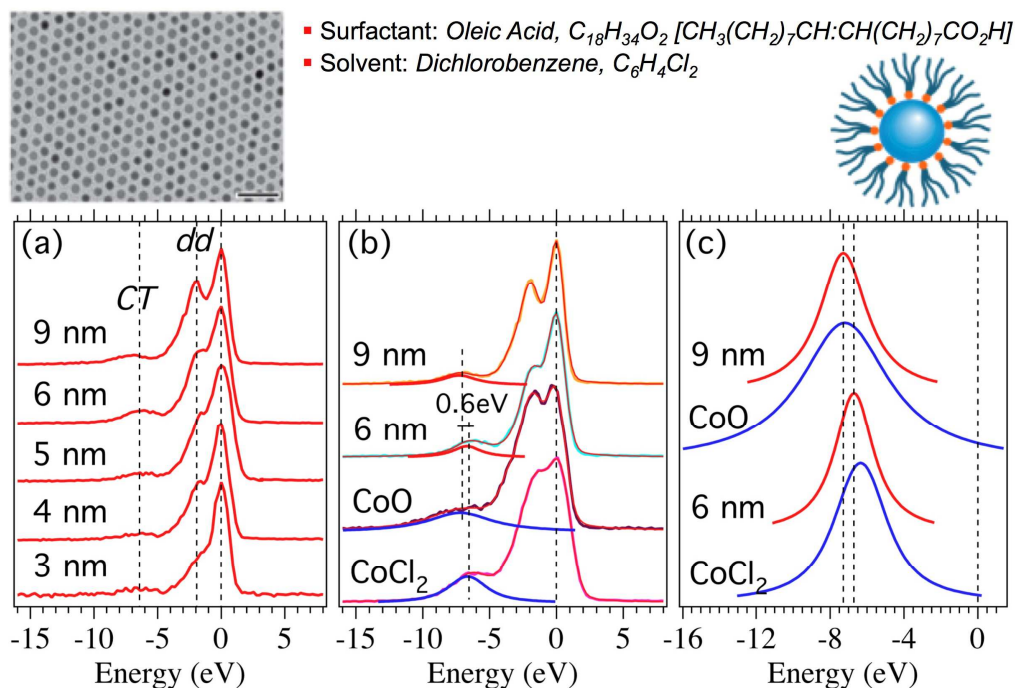 Surfactant: Oleic Acid, C₁₈H₃₄O₂ [CH₃(CH₂)₇CH:CH(CH₂)₇CO₂H]
Solvent: Dichlorobenzene, C₆H₄Cl₂
(a)
dd
CT
9 nm
6 nm
5 nm
4 nm
3 nm
-15 -10 -5 0 5
Energy (eV)
(b)
9 nm
0.6eV
6 nm
CoO
CoCl₂
-15 -10 -5 0 5
Energy (eV)
(c)
9 nm
CoO
6 nm
CoCl₂
-16 -12 -8 -4 0
Energy (eV)